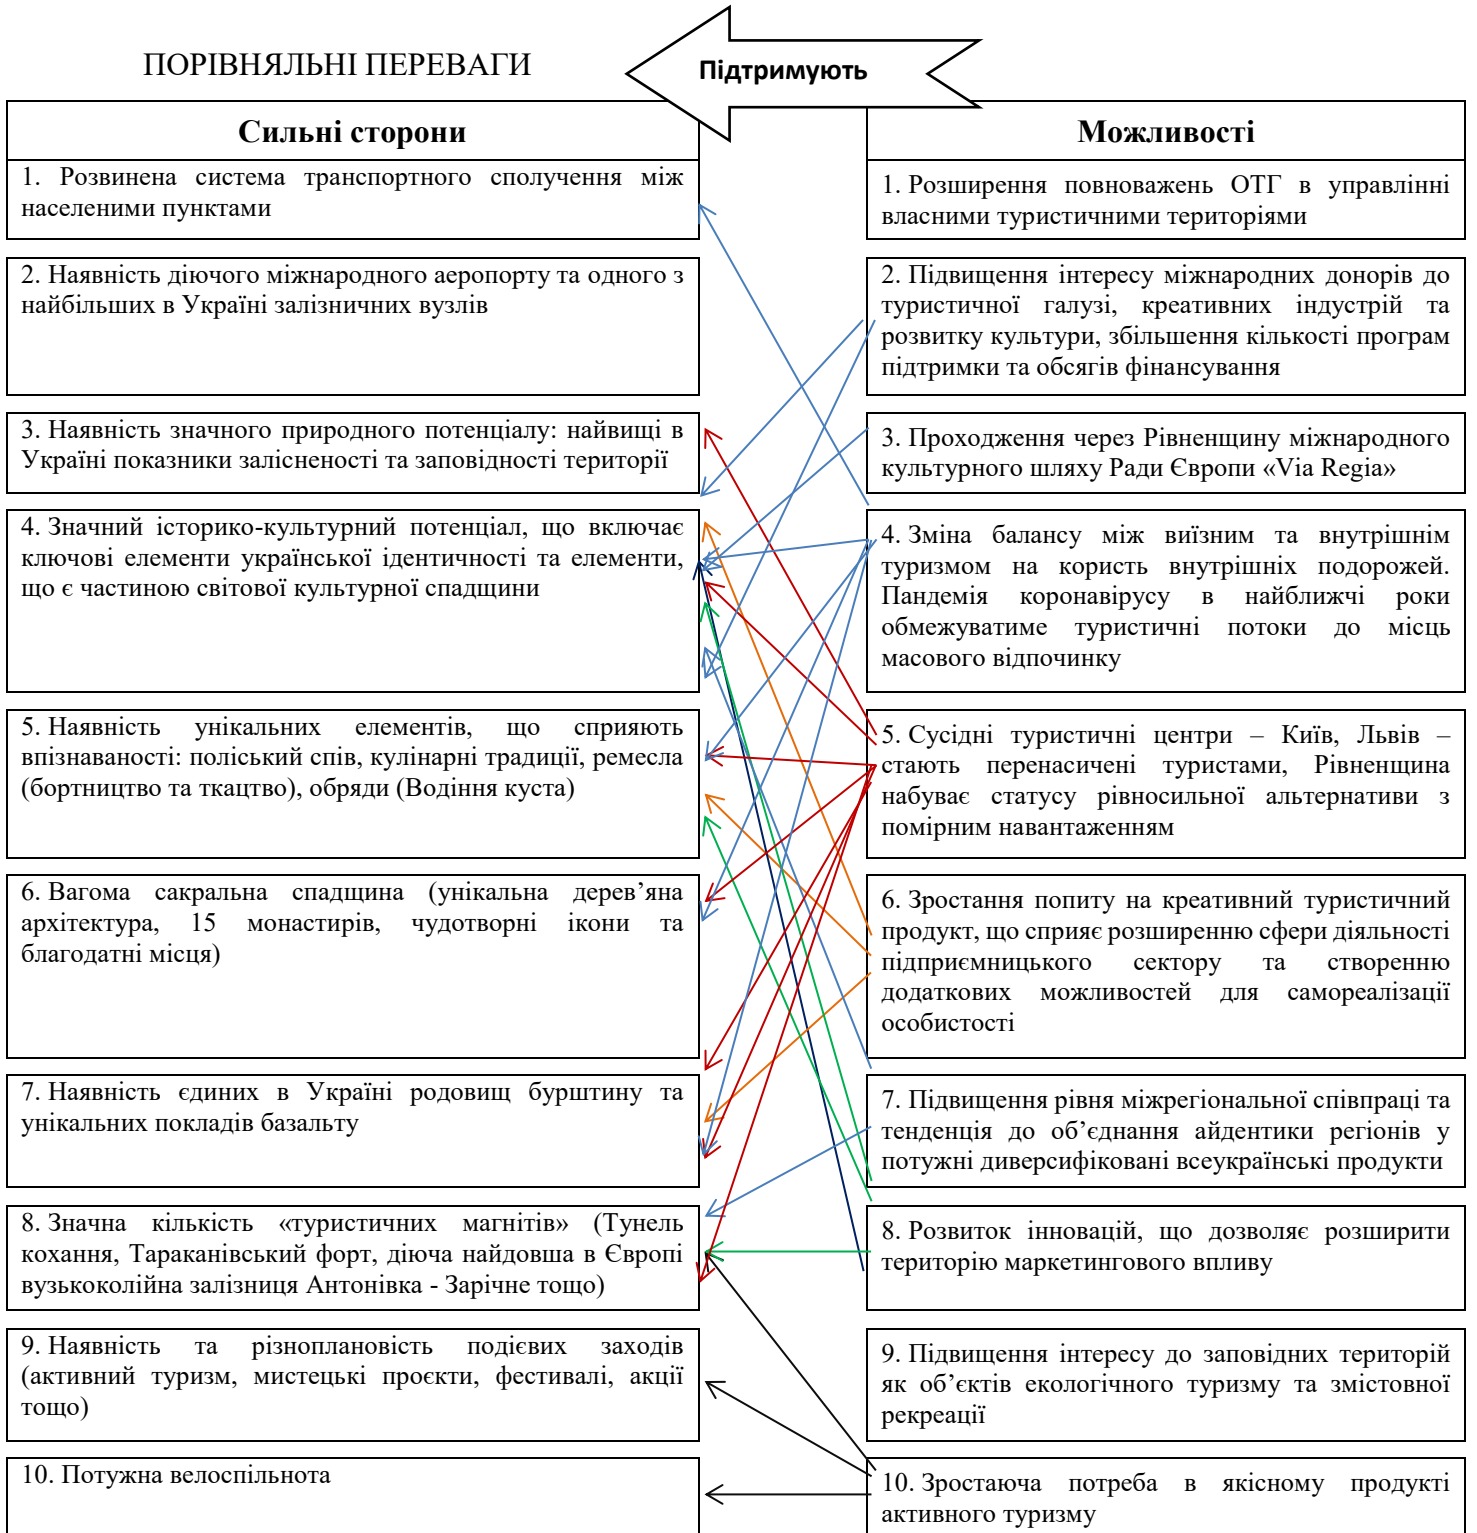 ПОРІВНЯЛЬНІ ПЕРЕВАГИ
Підтримують
Сильні сторони
1. Розвинена система транспортного сполучення між
населеними пунктами
2. Наявність діючого міжнародного аеропорту та одного з
найбільших в Україні залізничних вузлів
3. Наявність значного природного потенціалу: найвищі в
Україні показники залісненості та заповідності території
4. Значний історико-культурний потенціал, що включає
ключові елементи української ідентичності та елементи,
що є частиною світової культурної спадщини
5. Наявність унікальних елементів, що сприяють
впізнаваності: поліський спів, кулінарні традиції, ремесла
(бортництво та ткацтво), обряди (Водіння куста)
6. Вагома сакральна спадщина (унікальна дерев’яна
архітектура, 15 монастирів, чудотворні ікони та
благодатні місця)
7. Наявність єдиних в Україні родовищ бурштину та
унікальних покладів базальту
8. Значна кількість «туристичних магнітів» (Тунель
кохання, Тараканівський форт, діюча найдовша в Європі
вузькоколійна залізниця Антонівка - Зарічне тощо)
9. Наявність та різноплановість подієвих заходів
(активний туризм, мистецькі проєкти, фестивалі, акції
тощо)
10. Потужна велоспільнота
Можливості
1. Розширення повноважень ОТГ в управлінні
власними туристичними територіями
2. Підвищення інтересу міжнародних донорів до
туристичної галузі, креативних індустрій та
розвитку культури, збільшення кількості програм
підтримки та обсягів фінансування
3. Проходження через Рівненщину міжнародного
культурного шляху Ради Європи «Via Regia»
4. Зміна балансу між виїзним та внутрішнім
туризмом на користь внутрішніх подорожей.
Пандемія коронавірусу в найближчі роки
обмежуватиме туристичні потоки до місць
масового відпочинку
5. Сусідні туристичні центри – Київ, Львів –
стають перенасичені туристами, Рівненщина
набуває статусу рівносильної альтернативи з
помірним навантаженням
6. Зростання попиту на креативний туристичний
продукт, що сприяє розширенню сфери діяльності
підприємницького сектору та створенню
додаткових можливостей для самореалізації
особистості
7. Підвищення рівня міжрегіональної співпраці та
тенденція до об’єднання айдентики регіонів у
потужні диверсифіковані всеукраїнські продукти
8. Розвиток інновацій, що дозволяє розширити
територію маркетингового впливу
9. Підвищення інтересу до заповідних територій
як об’єктів екологічного туризму та змістовної
рекреації
10. Зростаюча потреба в якісному продукті
активного туризму